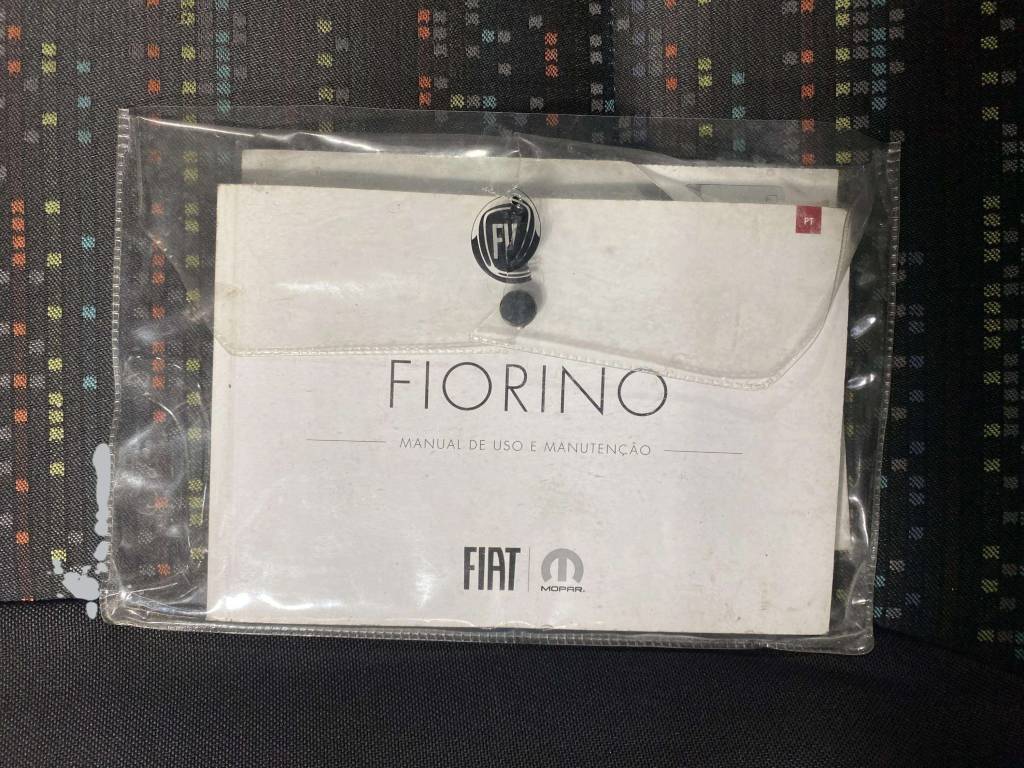 PT
FIORINO
MANUAL DE USO E MANUTENÇÃO
FIAT
MOPAR